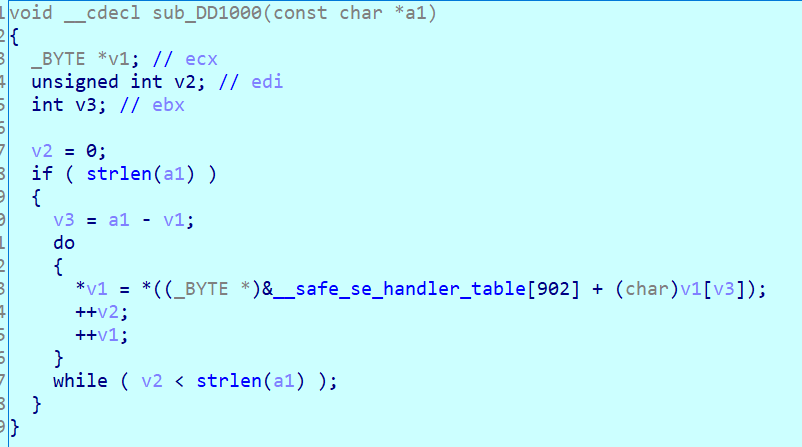 1void __cdecl sub_DD1000(const char *a1)
2{
3  _BYTE *v1; // ecx
4  unsigned int v2; // edi
5  int v3; // ebx
6
7  v2 = 0;
8  if ( strlen(a1) )
9  {
0    v3 = a1 - v1;
1    do
2    {
3      *v1 = *((_BYTE *)&__safe_se_handler_table[902] + (char)v1[v3]);
4      ++v2;
5      ++v1;
6    }
7    while ( v2 < strlen(a1) );
8  }
9}